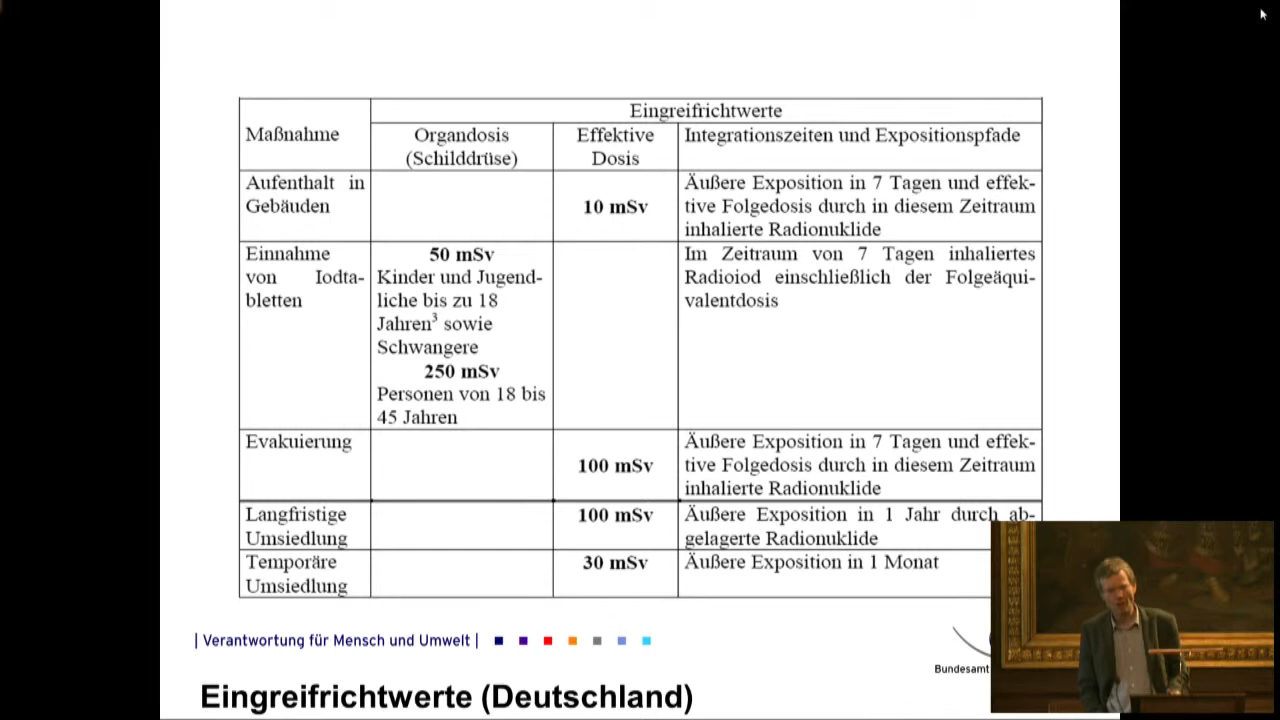 Eingreifrichtwerte
Maßnahme
Organdosis
(Schilddrüse)
Effektive
Dosis
Integrationszeiten und Expositionspfade
Aufenthalt in
Gebäuden
10 mSv
Äußere Exposition in 7 Tagen und effek-
tive Folgedosis durch in diesem Zeitraum
inhalierte Radionuklide
Einnahme
von Iodta-
bletten
50 mSv
Kinder und Jugend-
liche bis zu 18
Jahren³ sowie
Schwangere
250 mSv
Personen von 18 bis
45 Jahren
Im Zeitraum von 7 Tagen inhaliertes
Radioiod einschließlich der Folgeäqui-
valentdosis
Evakuierung
100 mSv
Äußere Exposition in 7 Tagen und effek-
tive Folgedosis durch in diesem Zeitraum
inhalierte Radionuklide
Langfristige
Umsiedlung
100 mSv
Äußere Exposition in 1 Jahr durch ab-
gelagerte Radionuklide
Temporäre
Umsiedlung
30 mSv
Äußere Exposition in 1 Monat
| Verantwortung für Mensch und Umwelt |
Bundesamt
Eingreifrichtwerte (Deutschland)